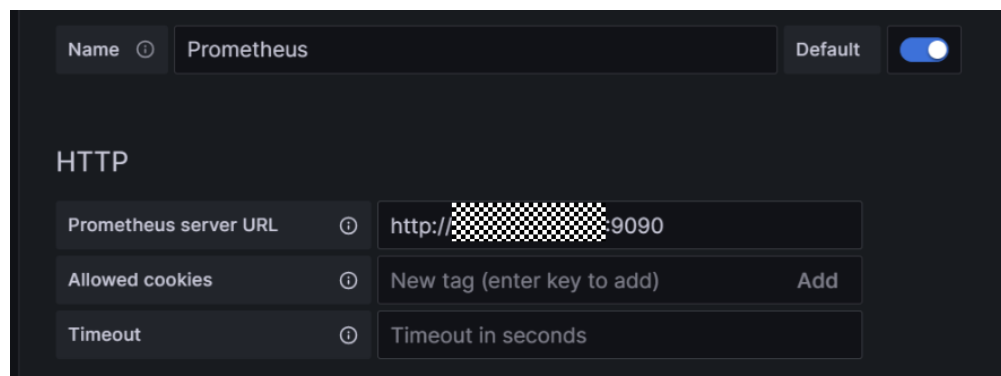 Name Prometheus Default
HTTP
Prometheus server URL http:// :9090
Allowed cookies New tag (enter key to add) Add
Timeout Timeout in seconds